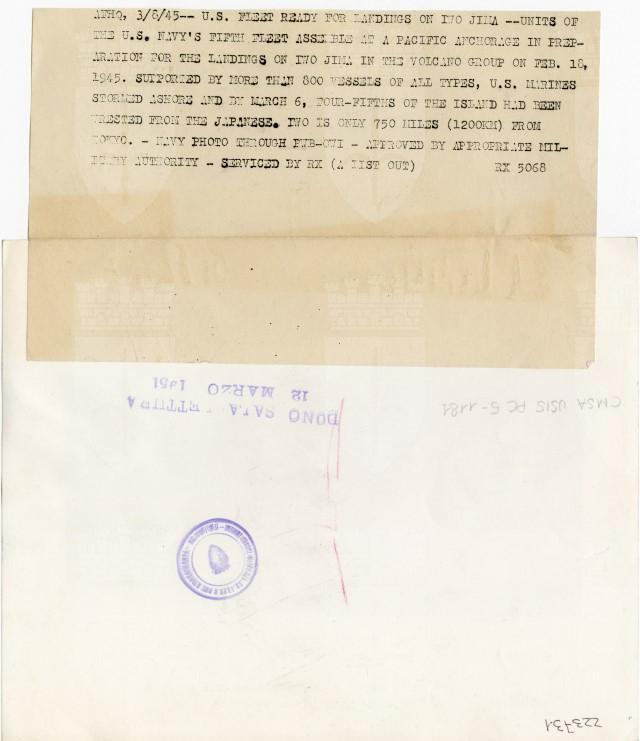 AFHQ, 3/8/45-- U.S. FLEET READY FOR LANDINGS ON IWO JIMA --UNITS OF
THE U.S. NAVY'S FIFTH FLEET ASSEMBLE AT A PACIFIC ANCHORAGE IN PREP-
ARATION FOR THE LANDINGS ON IWO JIMA IN THE VOLCANO GROUP ON FEB. 18,
1945. SUPPORTED BY MORE THAN 800 VESSELS OF ALL TYPES, U.S. MARINES
STORMED ASHORE AND BY MARCH 6, FOUR-FIFTHS OF THE ISLAND HAD BEEN
WRESTED FROM THE JAPANESE. IWO IS ONLY 750 MILES (1200KM) FROM
TOKYO. - NAVY PHOTO THROUGH PWB-OWI - APPROVED BY APPROPRIATE MIL-
ITARY AUTHORITY - SERVICED BY RX (A LIST OUT) RX 5068
DONO SALA LETTURA
12 MARZO 1951
CMSA USIS PC 5-1181
223731